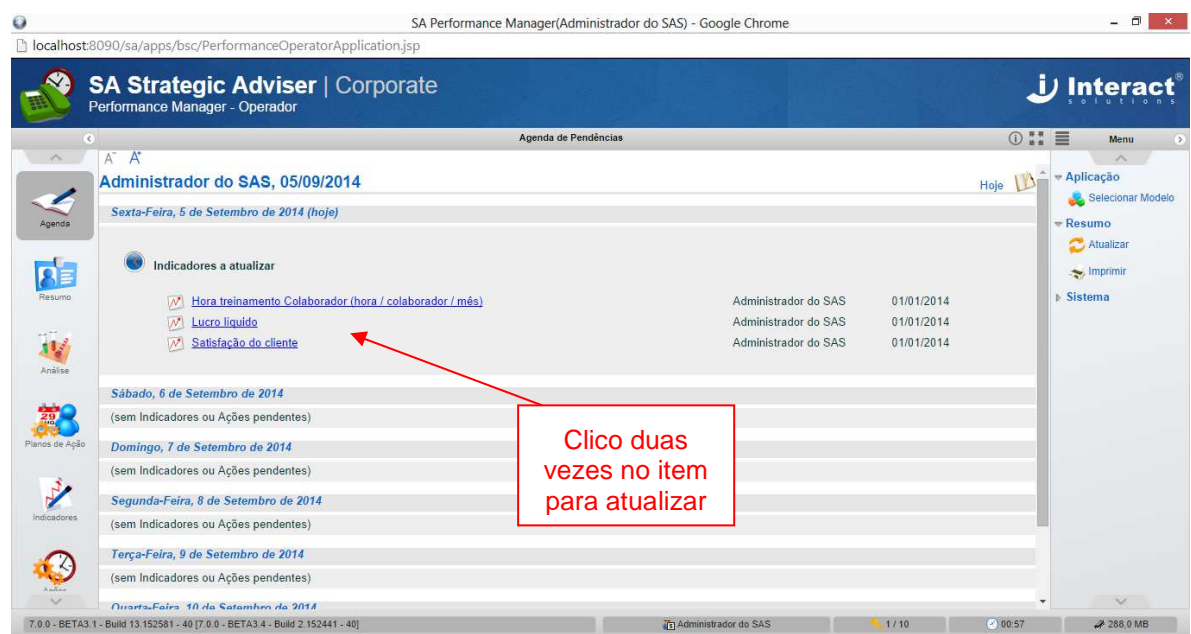 SA Performance Manager(Administrador do SAS) - Google Chrome
localhost:8090/sa/apps/bsc/PerformanceOperatorApplication.jsp
SA Strategic Adviser | Corporate
Performance Manager - Operador
Interact®
solutions
Agenda de Pendências
Menu
A- A+
Administrador do SAS, 05/09/2014
Hoje
Sexta-Feira, 5 de Setembro de 2014 (hoje)
Indicadores a atualizar
Hora treinamento Colaborador (hora / colaborador / mês) Administrador do SAS 01/01/2014
Lucro líquido Administrador do SAS 01/01/2014
Satisfação do cliente Administrador do SAS 01/01/2014
Sábado, 6 de Setembro de 2014
(sem Indicadores ou Ações pendentes)
Domingo, 7 de Setembro de 2014
(sem Indicadores ou Ações pendentes)
Segunda-Feira, 8 de Setembro de 2014
(sem Indicadores ou Ações pendentes)
Terça-Feira, 9 de Setembro de 2014
(sem Indicadores ou Ações pendentes)
Quarta-Feira, 10 de Setembro de 2014
Clico duas
vezes no item
para atualizar
Agenda
Resumo
Análise
29
Planos de Ação
Indicadores
Ações
Aplicação
Selecionar Modelo
Resumo
Atualizar
Imprimir
Sistema
7.0.0 - BETA3.1 - Build 13.152581 - 40 [7.0.0 - BETA3.4 - Build 2.152441 - 40]
Administrador do SAS
1 / 10
00:57
288,0 MB